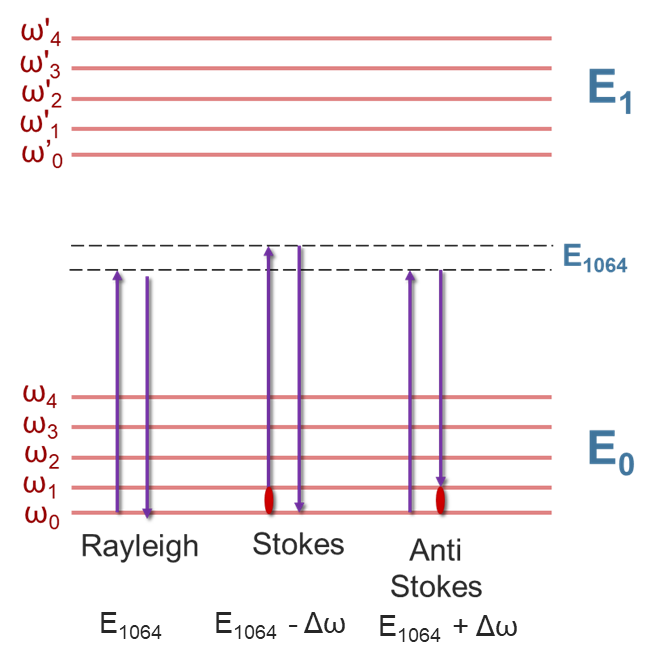 ω'₄
ω'₃
ω'₂
ω'₁
ω’₀
E₁
E₁₀₆₄
ω₄
ω₃
ω₂
ω₁
ω₀
E₀
Rayleigh
Stokes
Anti
Stokes
E₁₀₆₄
E₁₀₆₄ - Δω
E₁₀₆₄ + Δω